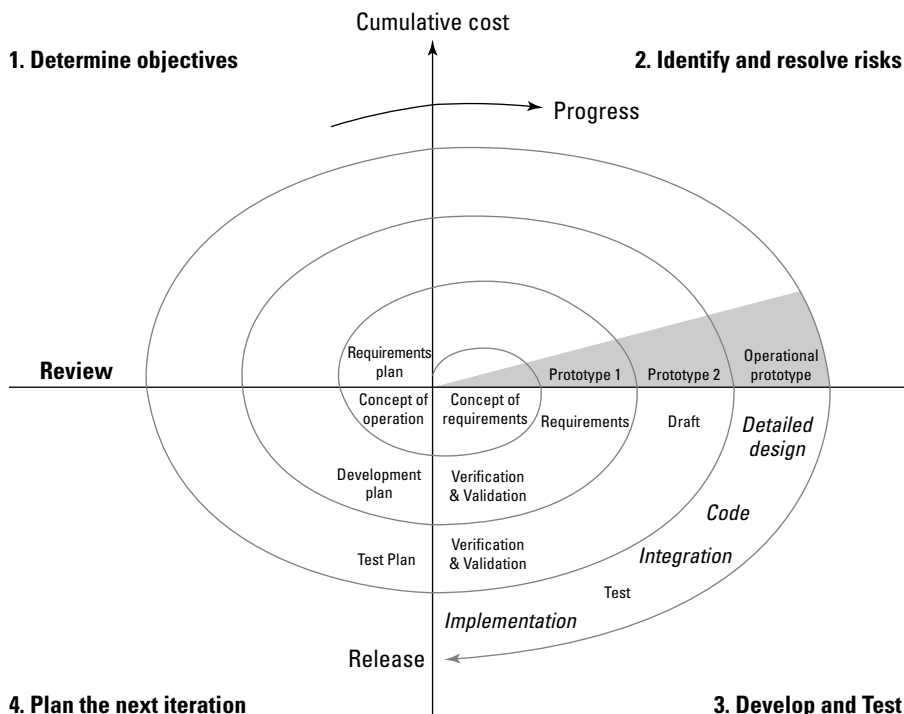 Cumulative cost
1. Determine objectives
2. Identify and resolve risks
Progress
Review
Requirements
plan
Prototype 1
Prototype 2
Operational
prototype
Concept of
operation
Concept of
requirements
Requirements
Draft
Detailed
design
Development
plan
Verification
& Validation
Code
Test Plan
Verification
& Validation
Integration
Test
Implementation
Release
4. Plan the next iteration
3. Develop and Test